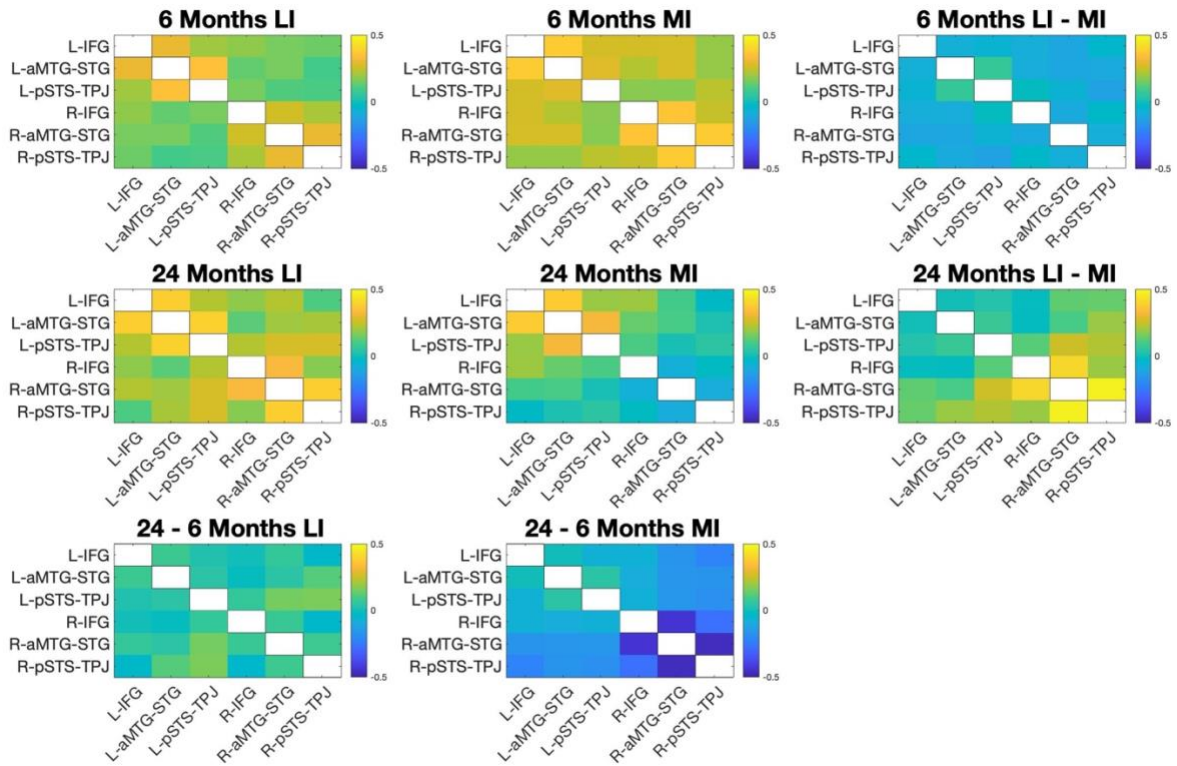 6 Months LI
0.5
L-IFG
L-aMTG-STG
L-pSTS-TPJ
0
R-IFG
R-aMTG-STG
R-pSTS-TPJ
-0.5
L-IFG
L-aMTG-STG
L-pSTS-TPJ
R-IFG
R-aMTG-STG
R-pSTS-TPJ
6 Months MI
0.5
L-IFG
L-aMTG-STG
L-pSTS-TPJ
0
R-IFG
R-aMTG-STG
R-pSTS-TPJ
-0.5
L-IFG
L-aMTG-STG
L-pSTS-TPJ
R-IFG
R-aMTG-STG
R-pSTS-TPJ
6 Months LI - MI
0.5
L-IFG
L-aMTG-STG
L-pSTS-TPJ
0
R-IFG
R-aMTG-STG
R-pSTS-TPJ
-0.5
L-IFG
L-aMTG-STG
L-pSTS-TPJ
R-IFG
R-aMTG-STG
R-pSTS-TPJ
24 Months LI
0.5
L-IFG
L-aMTG-STG
L-pSTS-TPJ
0
R-IFG
R-aMTG-STG
R-pSTS-TPJ
-0.5
L-IFG
L-aMTG-STG
L-pSTS-TPJ
R-IFG
R-aMTG-STG
R-pSTS-TPJ
24 Months MI
0.5
L-IFG
L-aMTG-STG
L-pSTS-TPJ
0
R-IFG
R-aMTG-STG
R-pSTS-TPJ
-0.5
L-IFG
L-aMTG-STG
L-pSTS-TPJ
R-IFG
R-aMTG-STG
R-pSTS-TPJ
24 Months LI - MI
0.5
L-IFG
L-aMTG-STG
L-pSTS-TPJ
0
R-IFG
R-aMTG-STG
R-pSTS-TPJ
-0.5
L-IFG
L-aMTG-STG
L-pSTS-TPJ
R-IFG
R-aMTG-STG
R-pSTS-TPJ
24 - 6 Months LI
0.5
L-IFG
L-aMTG-STG
L-pSTS-TPJ
0
R-IFG
R-aMTG-STG
R-pSTS-TPJ
-0.5
L-IFG
L-aMTG-STG
L-pSTS-TPJ
R-IFG
R-aMTG-STG
R-pSTS-TPJ
24 - 6 Months MI
0.5
L-IFG
L-aMTG-STG
L-pSTS-TPJ
0
R-IFG
R-aMTG-STG
R-pSTS-TPJ
-0.5
L-IFG
L-aMTG-STG
L-pSTS-TPJ
R-IFG
R-aMTG-STG
R-pSTS-TPJ